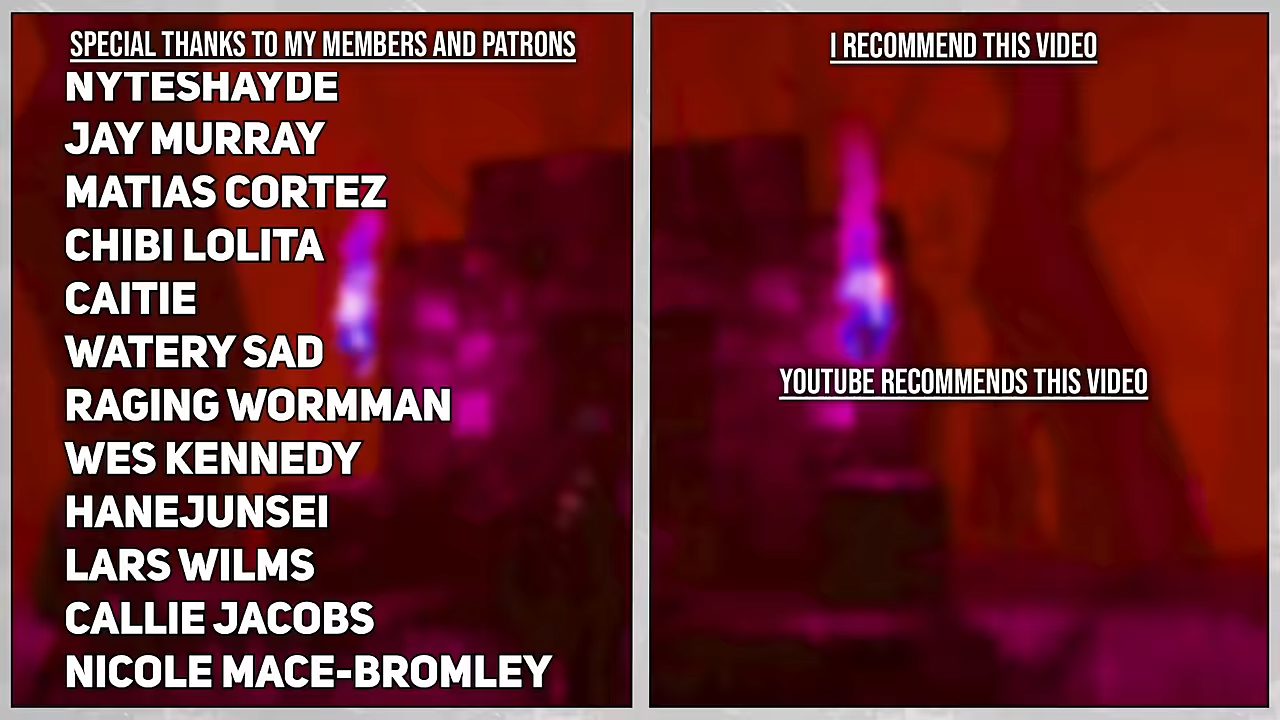 SPECIAL THANKS TO MY MEMBERS AND PATRONS
NYTESHAYDE
JAY MURRAY
MATIAS CORTEZ
CHIBI LOLITA
CAITIE
WATERY SAD
RAGING WORMMAN
WES KENNEDY
HANEJUNSEI
LARS WILMS
CALLIE JACOBS
NICOLE MACE-BROMLEY
I RECOMMEND THIS VIDEO
YOUTUBE RECOMMENDS THIS VIDEO